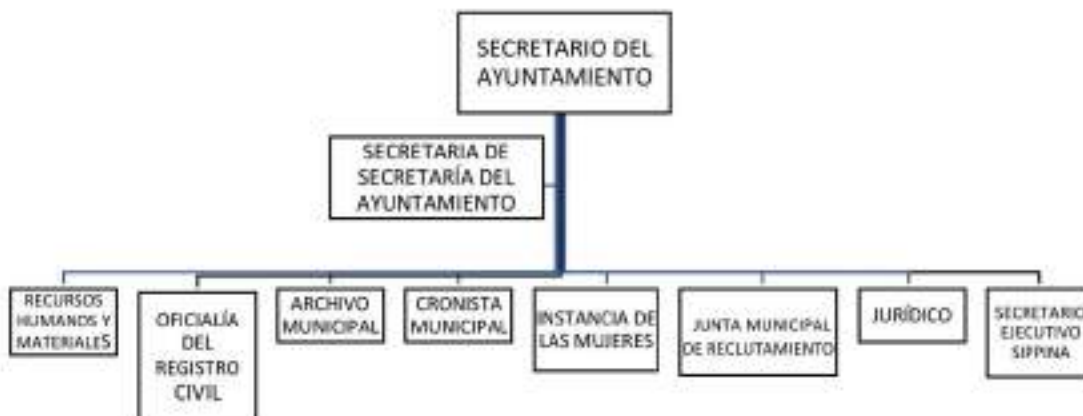 SECRETARIO DEL
AYUNTAMIENTO
SECRETARIA DE
SECRETARÍA DEL
AYUNTAMIENTO
RECURSOS
HUMANOS Y
MATERIALES
OFICIALÍA
DEL
REGISTRO
CIVIL
ARCHIVO
MUNICIPAL
CRONISTA
MUNICIPAL
INSTANCIA DE
LAS MUJERES
JUNTA MUNICIPAL
DE RECLUTAMIENTO
JURÍDICO
SECRETARIO
EJECUTIVO
SIPPINA